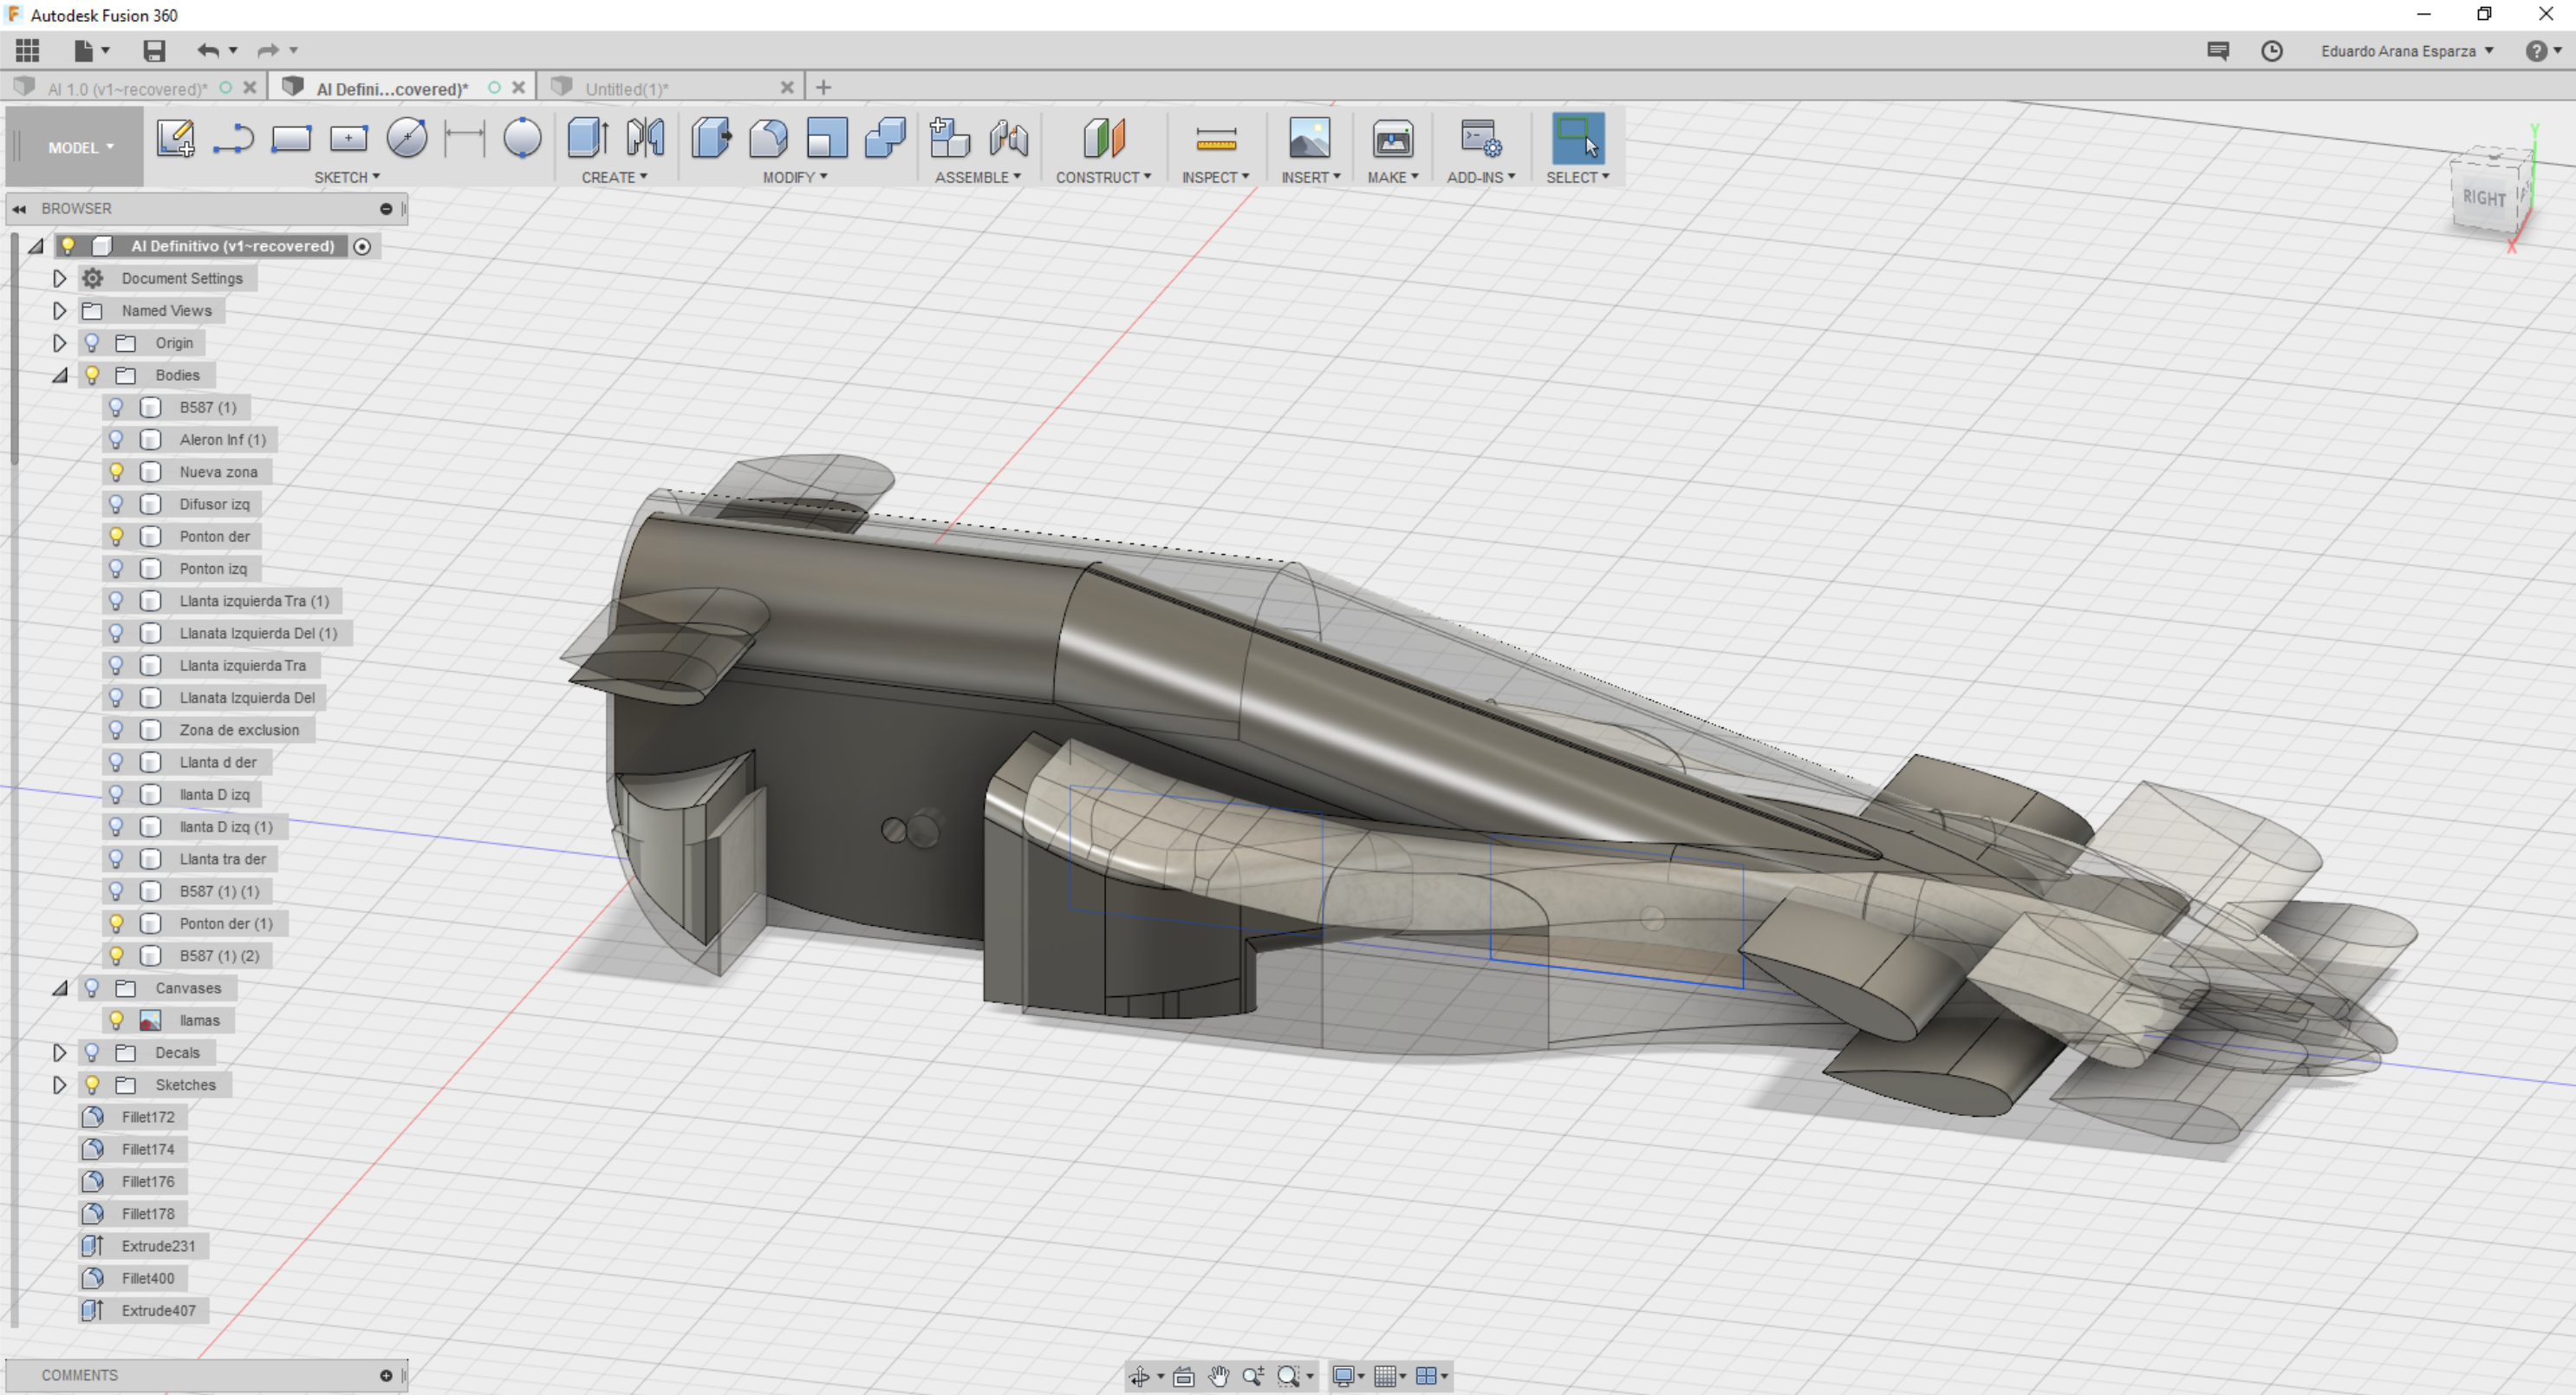 Autodesk Fusion 360
Eduardo Arana Esparza
AI 1.0 (v1~recovered)*
AI Defini...covered)*
Untitled(1)*
MODEL
SKETCH
CREATE
MODIFY
ASSEMBLE
CONSTRUCT
INSPECT
INSERT
MAKE
ADD-INS
SELECT
Y
RIGHT
X
BROWSER
AI Definitivo (v1~recovered)
Document Settings
Named Views
Origin
Bodies
B587 (1)
Aleron Inf (1)
Nueva zona
Difusor izq
Ponton der
Ponton izq
Llanta izquierda Tra (1)
Llanata Izquierda Del (1)
Llanta izquierda Tra
Llanata Izquierda Del
Zona de exclusion
Llanta d der
llanta D izq
llanta D izq (1)
Llanta tra der
B587 (1) (1)
Ponton der (1)
B587 (1) (2)
Canvases
llamas
Decals
Sketches
Fillet172
Fillet174
Fillet176
Fillet178
Extrude231
Fillet400
Extrude407
COMMENTS